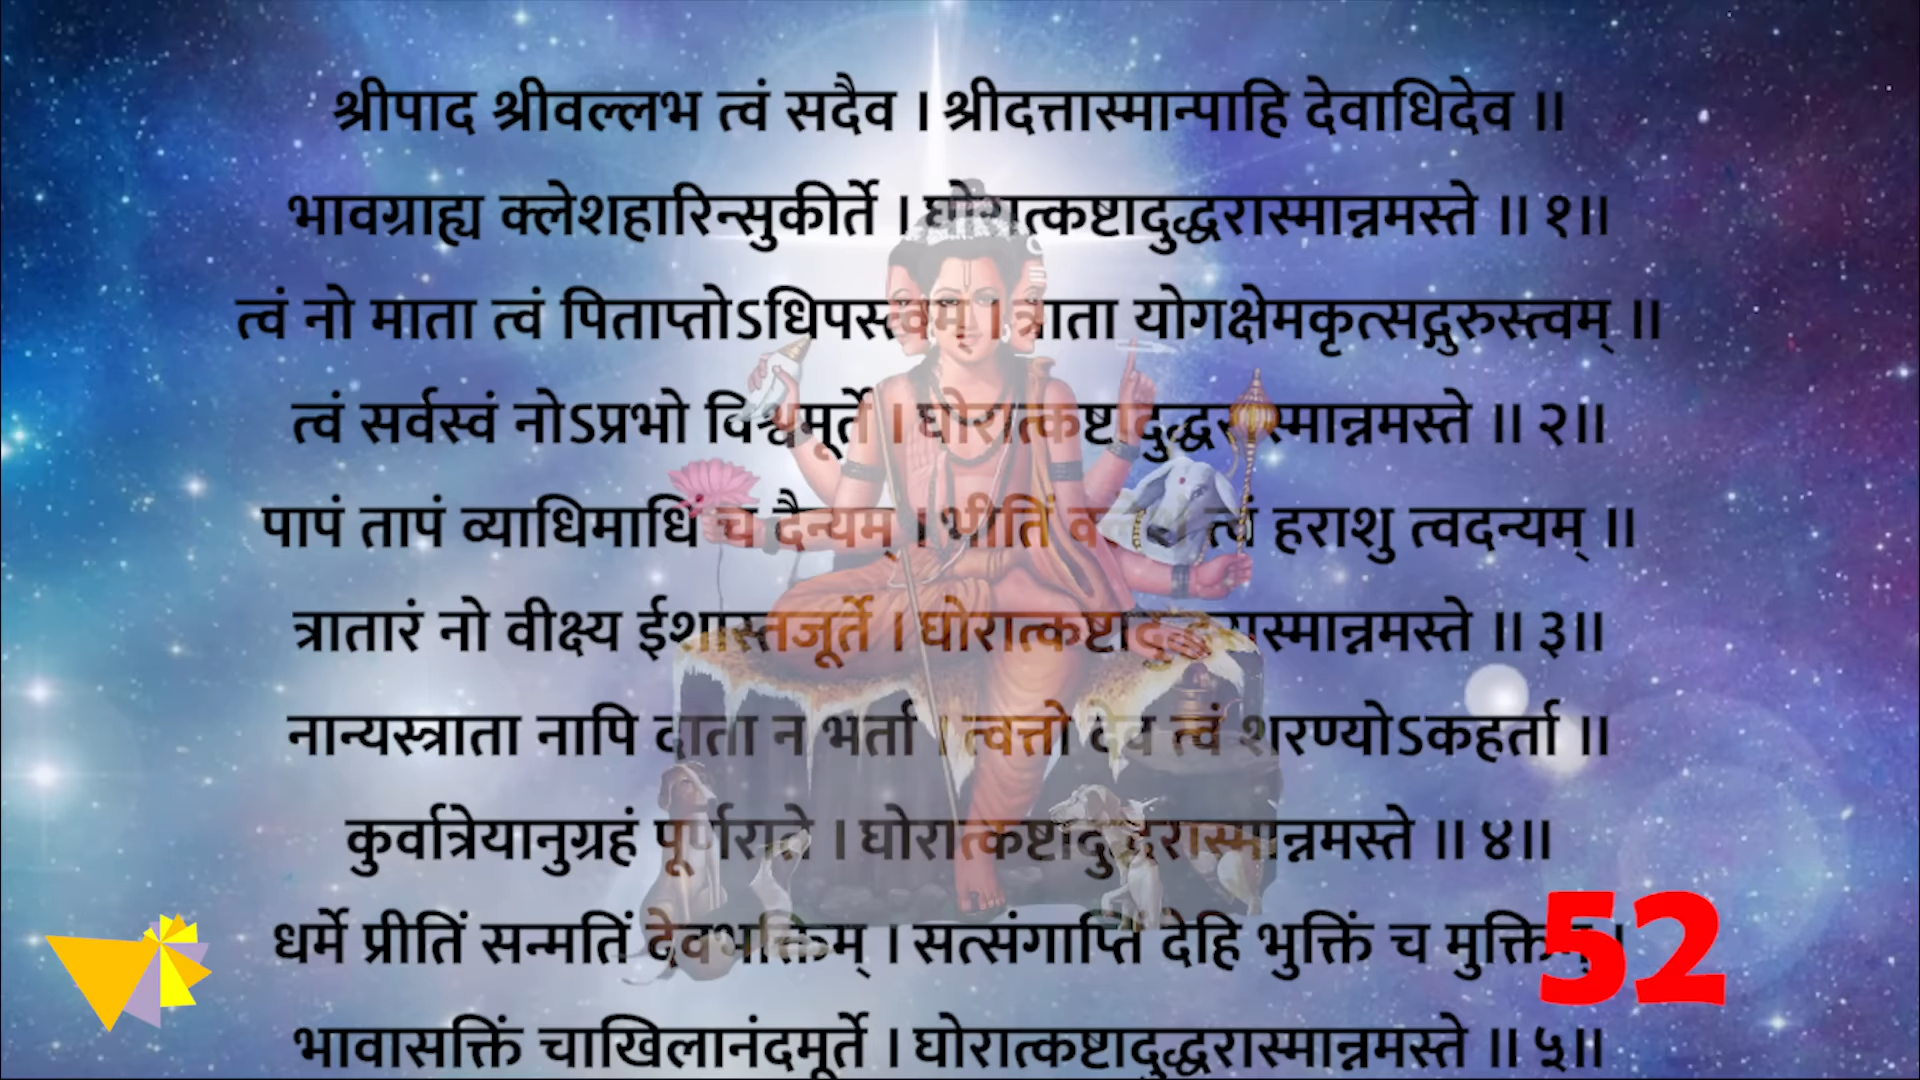 श्रीपाद श्रीवल्लभ त्वं सदैव । श्रीदत्तास्मान्पाहि देवाधिदेव ॥
भावग्राह्य क्लेशहारिन्सुकीर्ते । घोरात्कष्टादुद्धरास्मान्नमस्ते ॥ १॥
त्वं नो माता त्वं पिताप्तोऽधिपस्त्वम् । त्राता योगक्षेमकृत्सद्गुरुस्त्वम् ॥
त्वं सर्वस्वं नोऽप्रभो विश्वमूर्ते । घोरात्कष्टादुद्धरास्मान्नमस्ते ॥ २॥
पापं तापं व्याधिमाधिं च दैन्यम् । भीतिं क्लेशं त्वं हराशु त्वदन्यम् ॥
त्रातारं नो वीक्ष्य ईशास्तजूर्ते । घोरात्कष्टादुद्धरास्मान्नमस्ते ॥ ३॥
नान्यस्त्राता नापि दाता न भर्ता । त्वत्तो देव त्वं शरण्योऽकहर्ता ॥
कुर्वात्रेयानुग्रहं पूर्णराते । घोरात्कष्टादुद्धरास्मान्नमस्ते ॥ ४॥
धर्मे प्रीतिं सन्मतिं देवभक्तिम् । सत्संगाप्तिं देहि भुक्तिं च मुक्तिम् ।
52
भावासक्तिं चाखिलानंदमूर्ते । घोरात्कष्टादुद्धरास्मान्नमस्ते ॥ ५॥